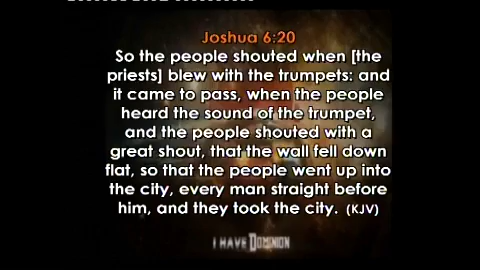 Joshua 6:20
So the people shouted when [the
priests] blew with the trumpets: and
it came to pass, when the people
heard the sound of the trumpet,
and the people shouted with a
great shout, that the wall fell down
flat, so that the people went up into
the city, every man straight before
him, and they took the city. (KJV)
I HAVE DOMINION